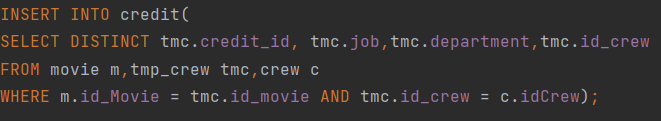 INSERT INTO credit(
SELECT DISTINCT tmc.credit_id, tmc.job,tmc.department,tmc.id_crew
FROM movie m,tmp_crew tmc,crew c
WHERE m.id_Movie = tmc.id_movie AND tmc.id_crew = c.idCrew);